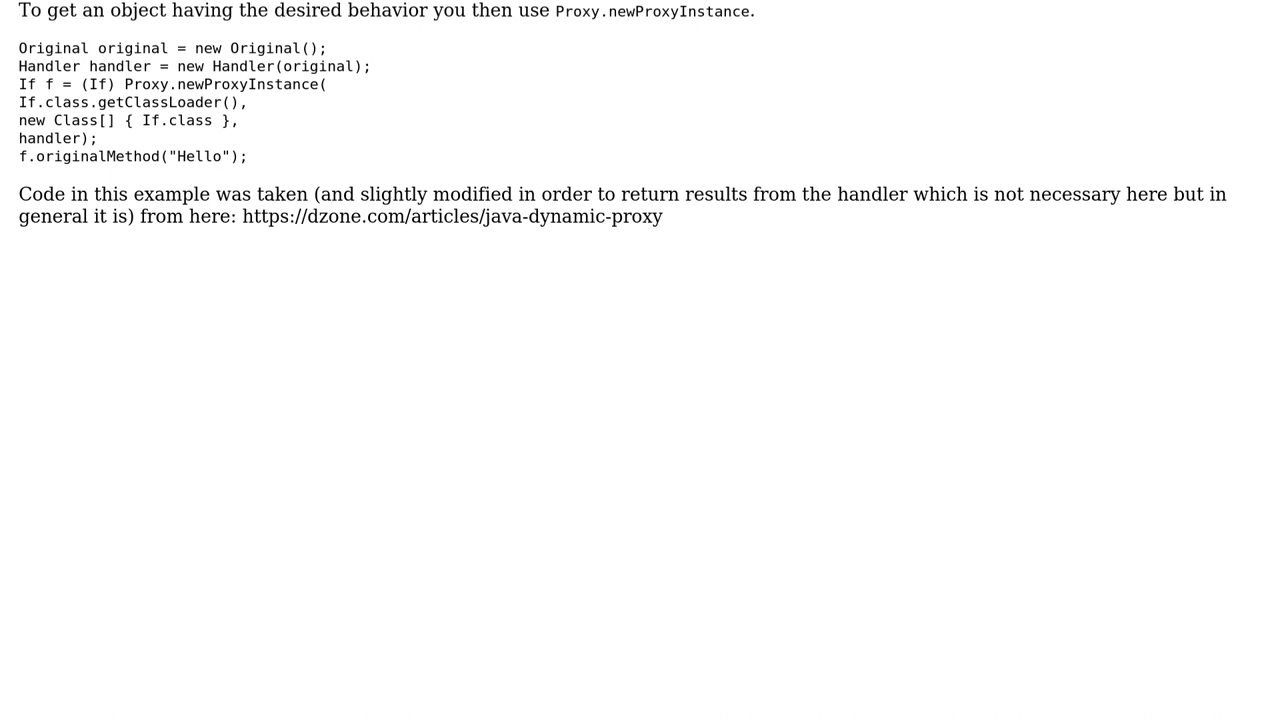 To get an object having the desired behavior you then use Proxy.newProxyInstance.
Original original = new Original();
Handler handler = new Handler(original);
If f = (If) Proxy.newProxyInstance(
If.class.getClassLoader(),
new Class[] { If.class },
handler);
f.originalMethod("Hello");
Code in this example was taken (and slightly modified in order to return results from the handler which is not necessary here but in
general it is) from here: https://dzone.com/articles/java-dynamic-proxy